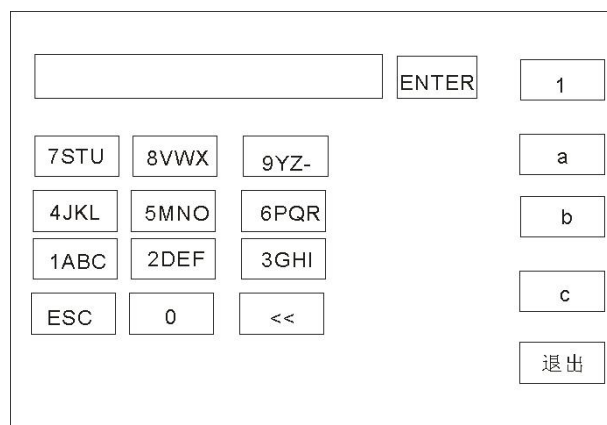 ENTER
1
7STU 8VWX 9YZ-
a
4JKL 5MNO 6PQR
b
1ABC 2DEF 3GHI
ESC 0 <<
c
退出